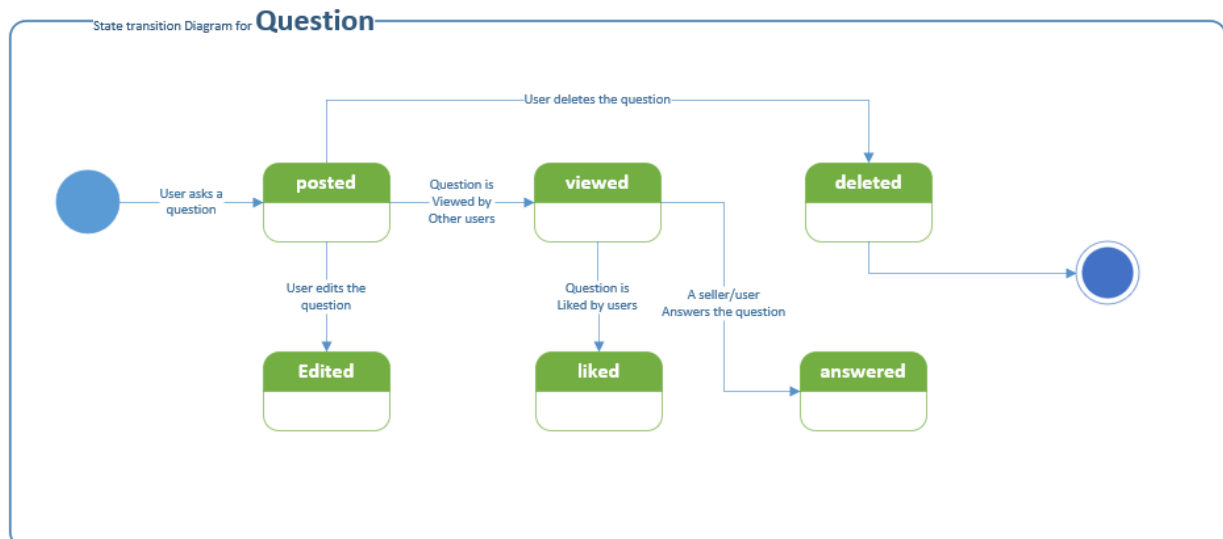 State transition Diagram for Question
User deletes the question
posted
viewed
deleted
User asks a
question
Question is
Viewed by
Other users
User edits the
question
Question is
Liked by users
A seller/user
Answers the question
Edited
liked
answered